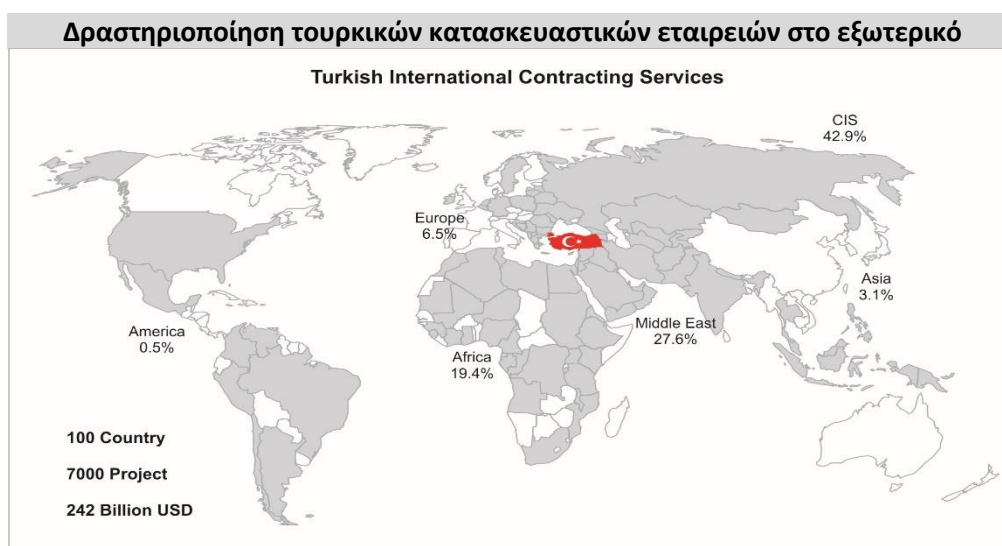 Δραστηριοποίηση τουρκικών κατασκευαστικών εταιρειών στο εξωτερικό
Turkish International Contracting Services
CIS
42.9%
Europe
6.5%
Asia
3.1%
America
0.5%
Middle East
27.6%
Africa
19.4%
100 Country
7000 Project
242 Billion USD